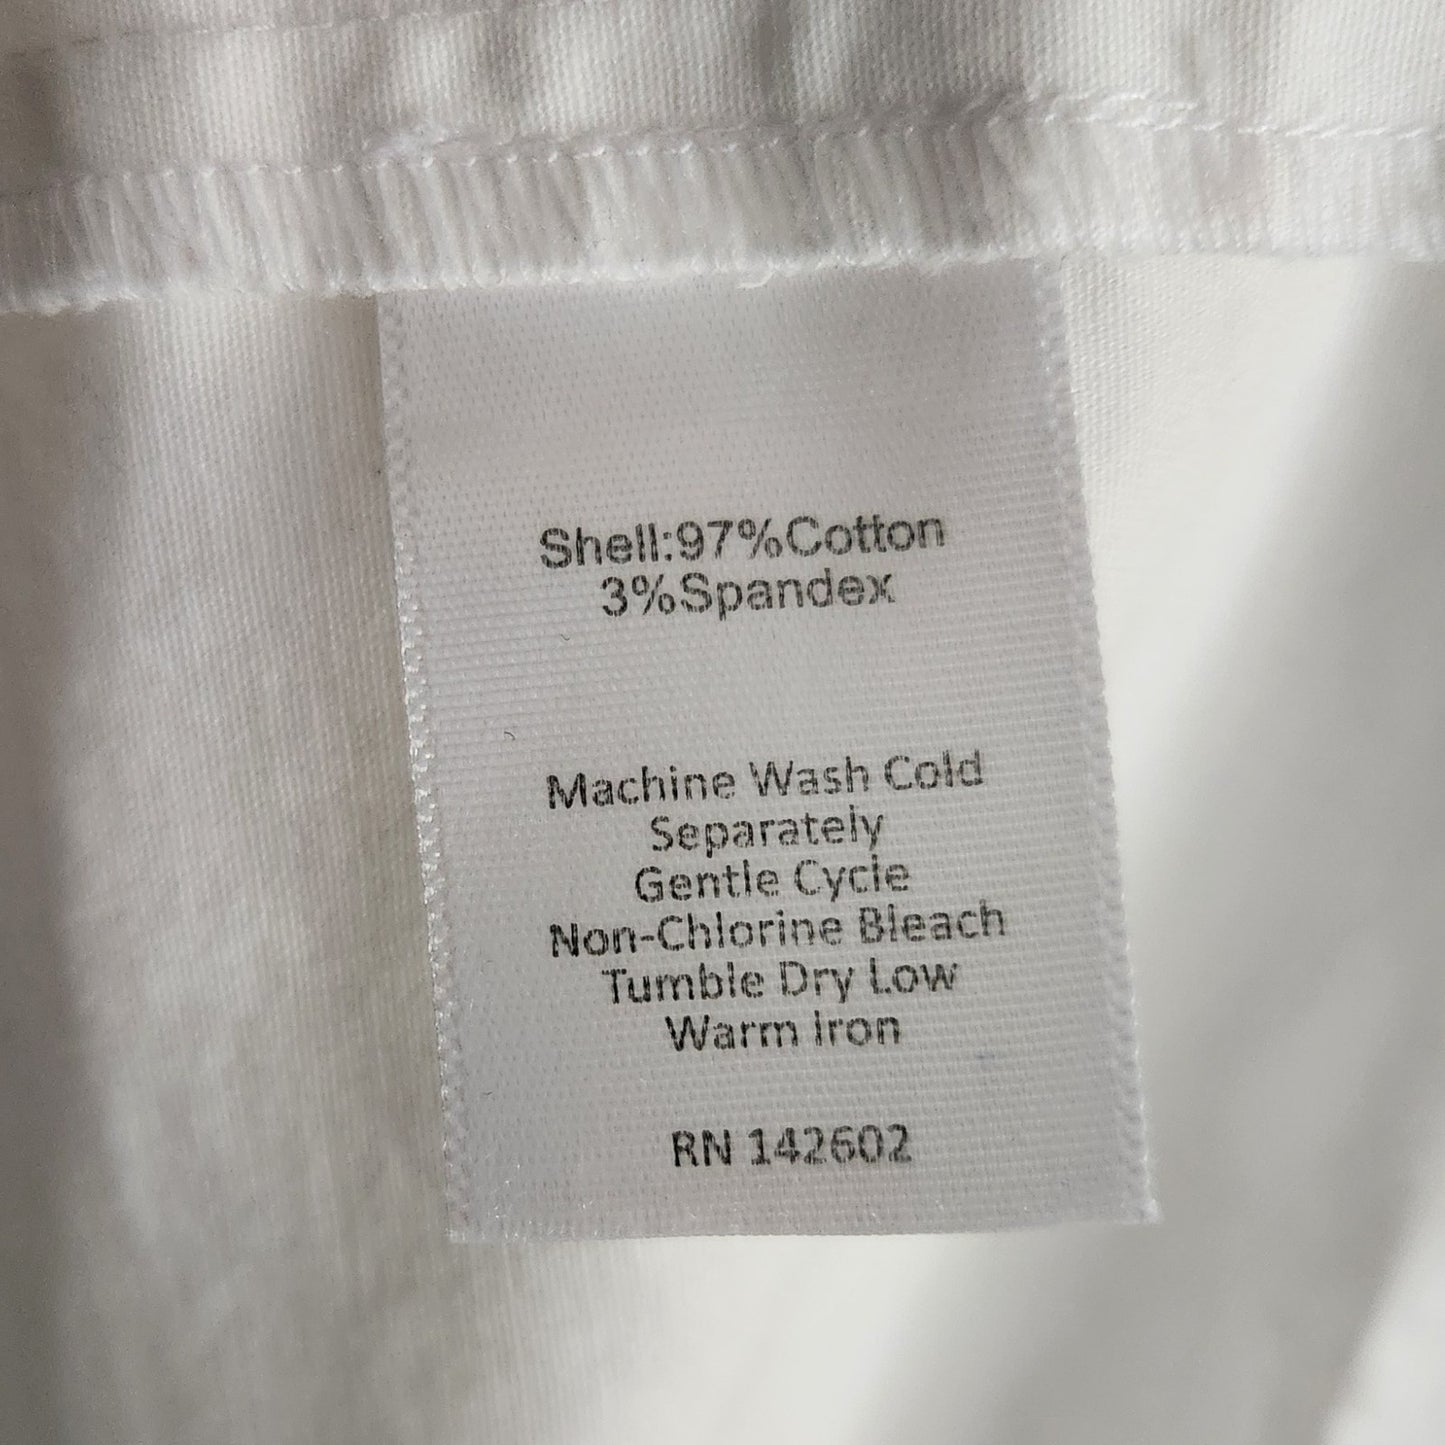 Shell:97%Cotton
3%Spandex
Machine Wash Cold
Separately
Gentle Cycle
Non-Chlorine Bleach
Tumble Dry Low
Warm Iron
RN 142602